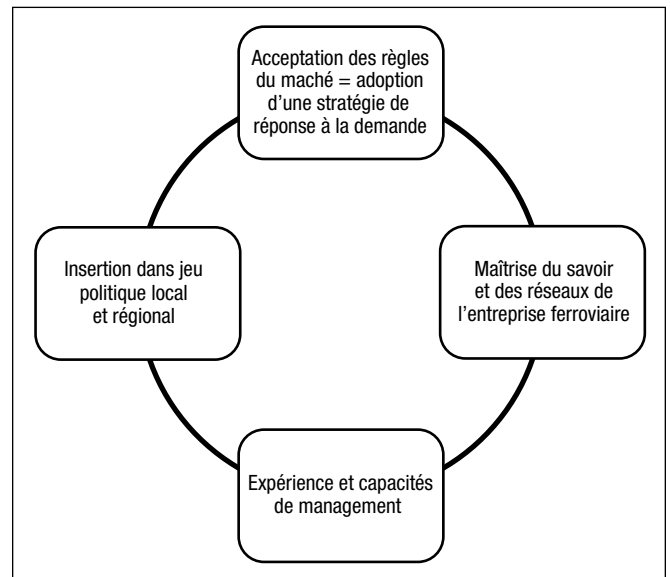 Acceptation des règles
du maché = adoption
d'une stratégie de
réponse à la demande
Insertion dans jeu
politique local
et régional
Maîtrise du savoir
et des réseaux de
l'entreprise ferroviaire
Expérience et capacités
de management